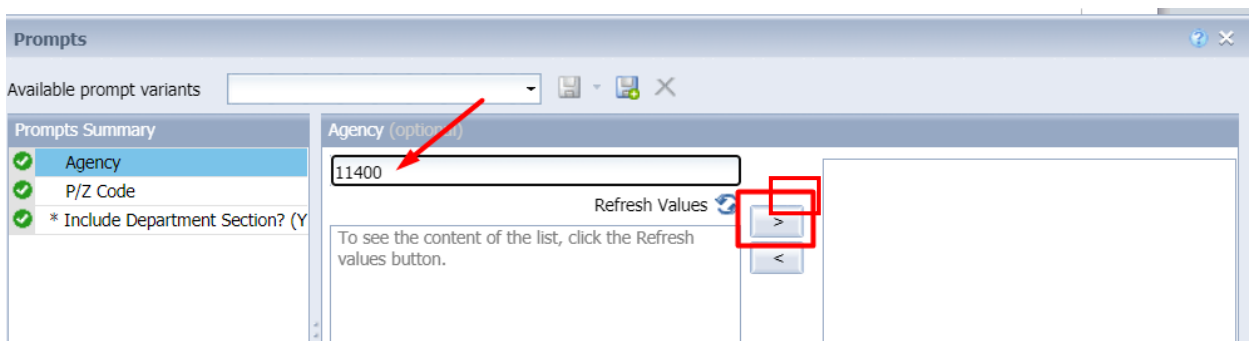 Prompts
Available prompt variants
Prompts Summary
Agency (optional)
Agency
P/Z Code
* Include Department Section? (Y
11400
Refresh Values
>
<
To see the content of the list, click the Refresh
values button.